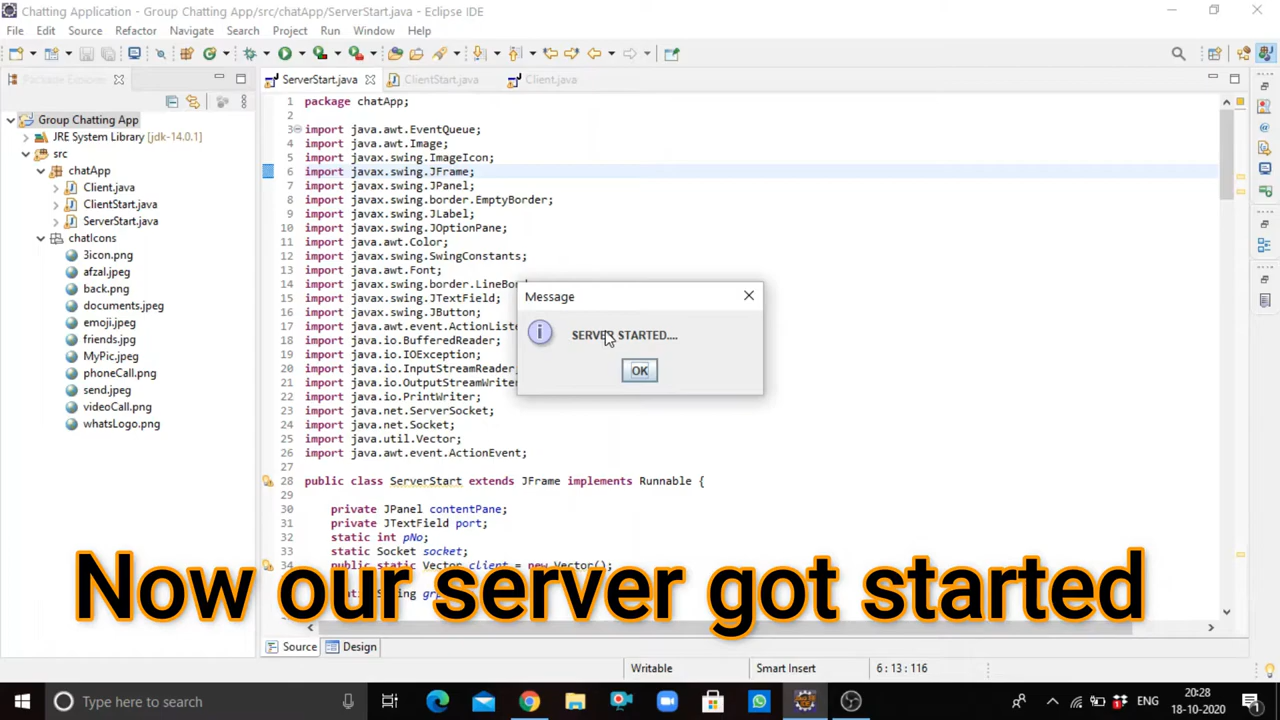 Chatting Application - Group Chatting App/src/chatApp/ServerStart.java - Eclipse IDE
File Edit Source Refactor Navigate Search Project Run Window Help
Package Explorer
ServerStart.java
ClientStart.java
Client.java
Group Chatting App
JRE System Library [jdk-14.0.1]
src
chatApp
Client.java
ClientStart.java
ServerStart.java
chatIcons
3icon.png
afzal.jpeg
back.png
documents.jpeg
emoji.jpeg
friends.jpg
MyPic.jpeg
phoneCall.png
send.jpeg
videoCall.png
whatsLogo.png
1 package chatApp;
2
3 import java.awt.EventQueue;
4 import java.awt.Image;
5 import javax.swing.ImageIcon;
6 import javax.swing.JFrame;
7 import javax.swing.JPanel;
8 import javax.swing.border.EmptyBorder;
9 import javax.swing.JLabel;
10 import javax.swing.JOptionPane;
11 import java.awt.Color;
12 import javax.swing.SwingConstants;
13 import java.awt.Font;
14 import javax.swing.border.LineBord
15 import javax.swing.JTextField;
16 import javax.swing.JButton;
17 import java.awt.event.ActionListe
18 import java.io.BufferedReader;
19 import java.io.IOException;
20 import java.io.InputStreamReader;
21 import java.io.OutputStreamWriter
22 import java.io.PrintWriter;
23 import java.net.ServerSocket;
24 import java.net.Socket;
25 import java.util.Vector;
26 import java.awt.event.ActionEvent;
27
28 public class ServerStart extends JFrame implements Runnable {
29
30 private JPanel contentPane;
31 private JTextField port;
32 static int pNo;
33 static Socket socket;
34 public static Vector client = new Vector();
Message
SERVER STARTED....
OK
Now our server got started
Source Design
Writable Smart Insert 6 : 13 : 116
Type here to search
ENG
20:28
18-10-2020